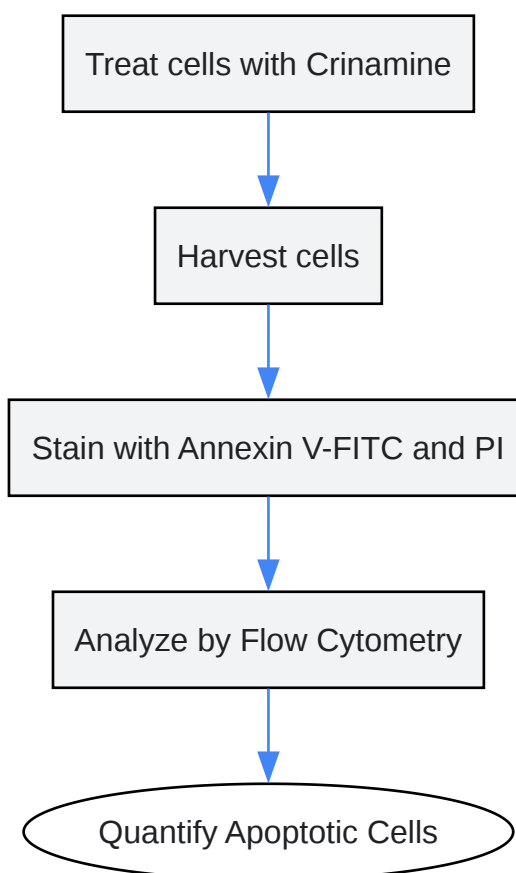 Treat cells with Crinamine
Harvest cells
Stain with Annexin V-FITC and PI
Analyze by Flow Cytometry
Quantify Apoptotic Cells